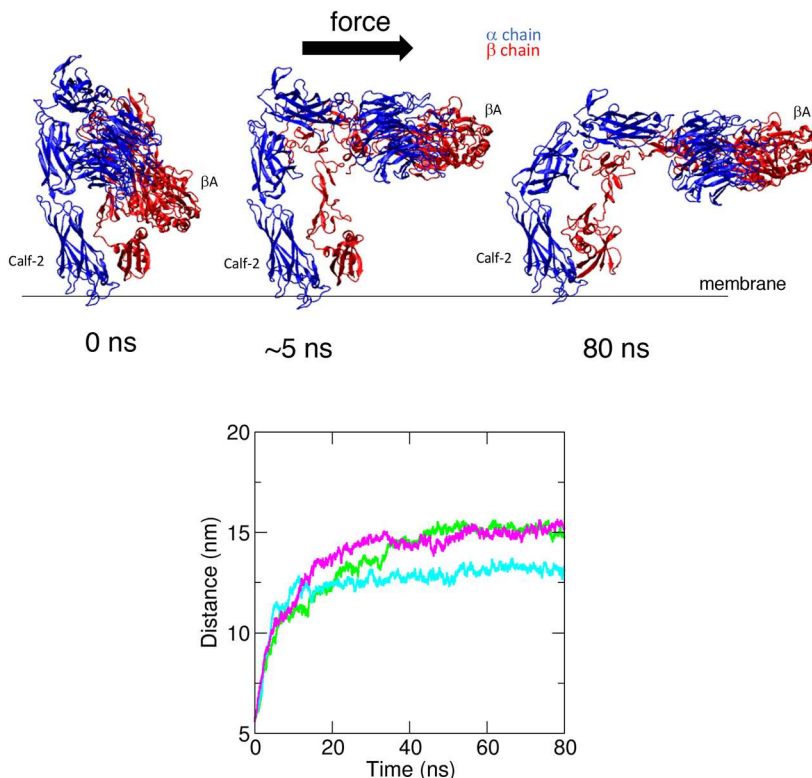 force
α chain
β chain
βA
βA
βA
Calf-2
Calf-2
Calf-2
membrane
0 ns
~5 ns
80 ns
20
15
10
5
Distance (nm)
0
20
40
60
80
Time (ns)